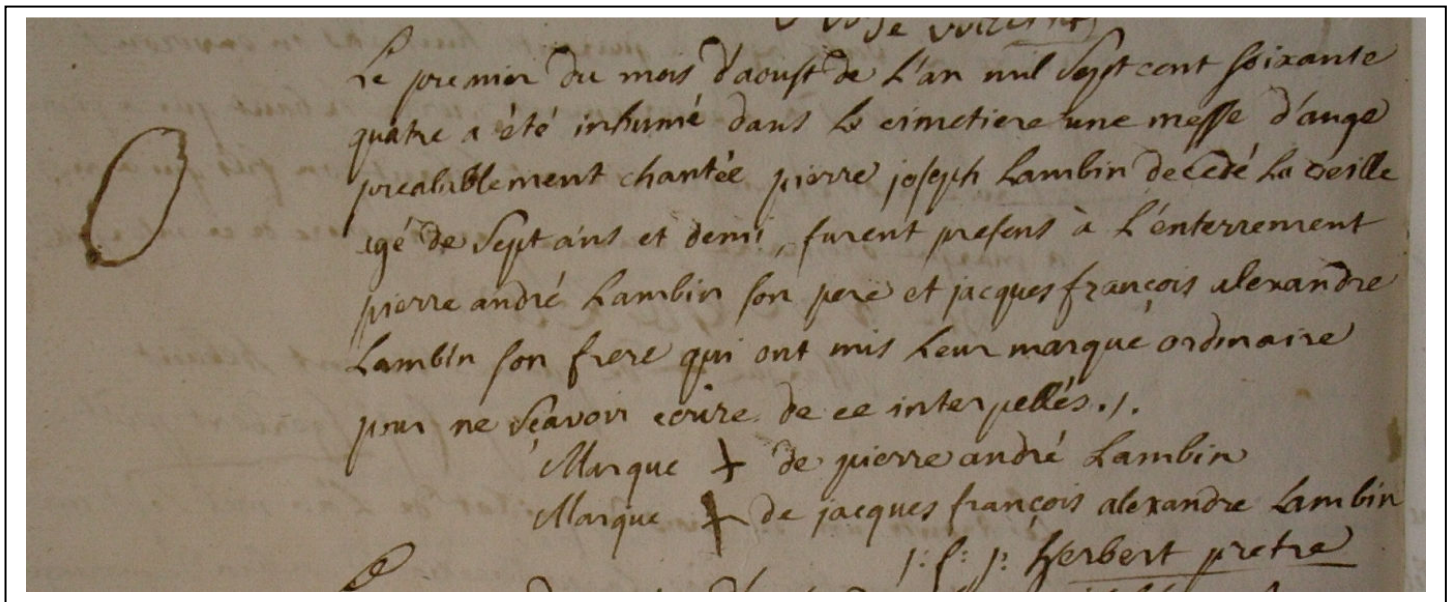 Le premier du mois d'aoust de L'an mil Sept cent soixante
quatre a été inhumé dans Le cimetiere une messe d'ange
prealablement chantée pierre joseph Lambin decedé La veille
agé de Sept ans et demi, furent presens à L'enterrement
pierre andré Lambin son pere et jacques françois alexandre
Lambin son frere qui ont mis Leur marque ordinaire
pour ne Sçavoir ecrire de ce interpellés ./.
Marque + de pierre andré Lambin
Marque + de jacques françois alexandre Lambin
j: f: j: Herbert pretre